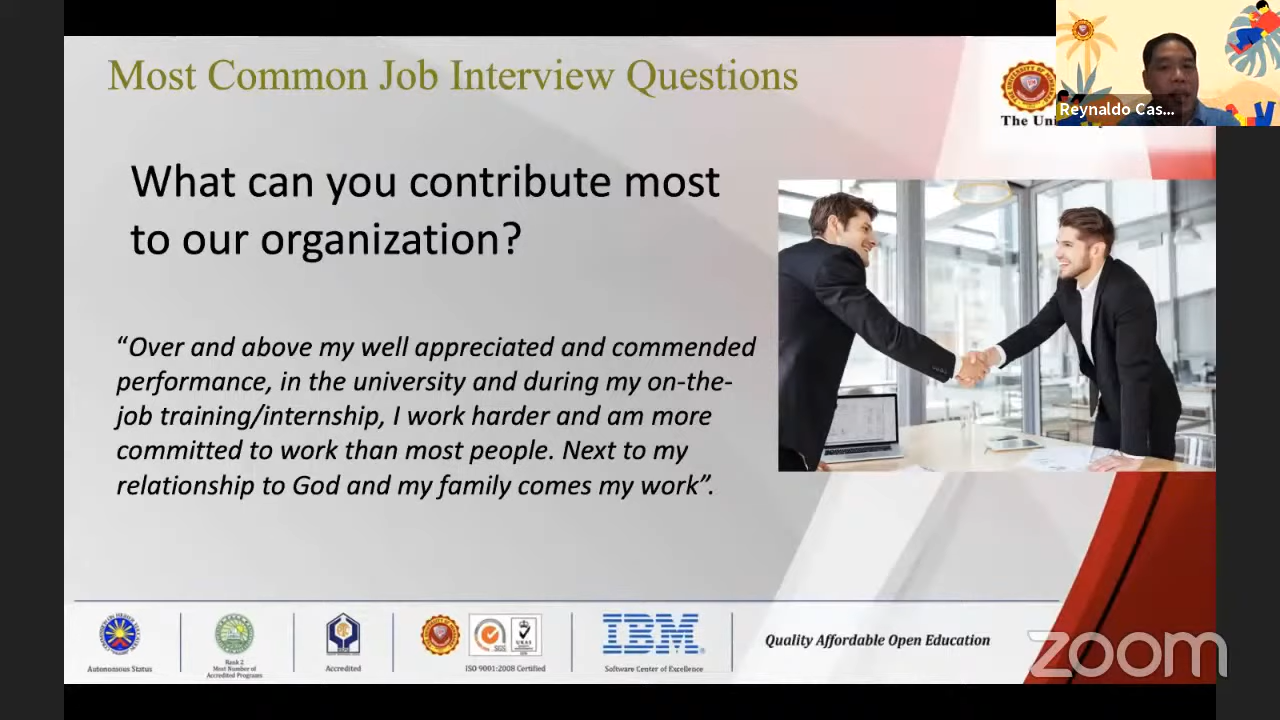 Most Common Job Interview Questions
The Uni
Reynaldo Cas...
What can you contribute most
to our organization?
“Over and above my well appreciated and commended
performance, in the university and during my on-the-
job training/internship, I work harder and am more
committed to work than most people. Next to my
relationship to God and my family comes my work”.
Autonomous Status
Rank 2
Most Number of
Accredited Programs
Accredited
SGS
UKAS
ISO 9001:2008 Certified
IBM
Software Center of Excellence
Quality Affordable Open Education
zoom